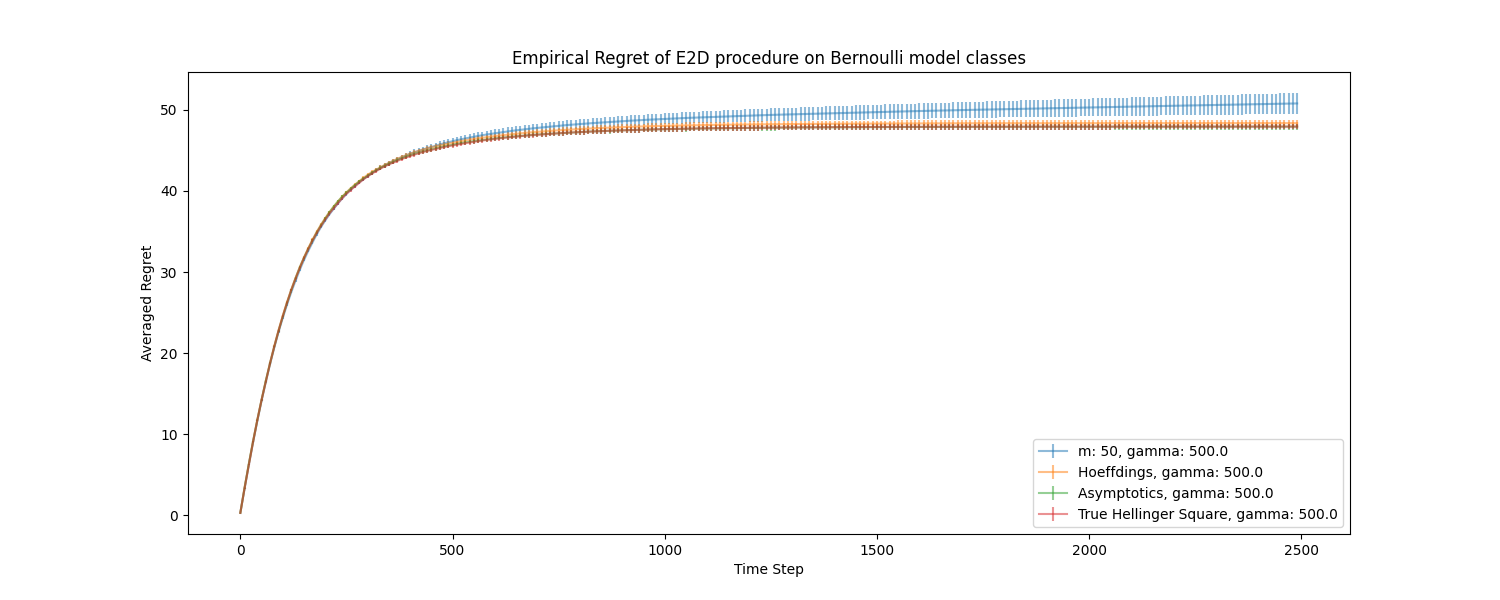 Empirical Regret of E2D procedure on Bernoulli model classes
Averaged Regret
50
40
30
20
10
0
0 500 1000 1500 2000 2500
Time Step
m: 50, gamma: 500.0
Hoeffdings, gamma: 500.0
Asymptotics, gamma: 500.0
True Hellinger Square, gamma: 500.0